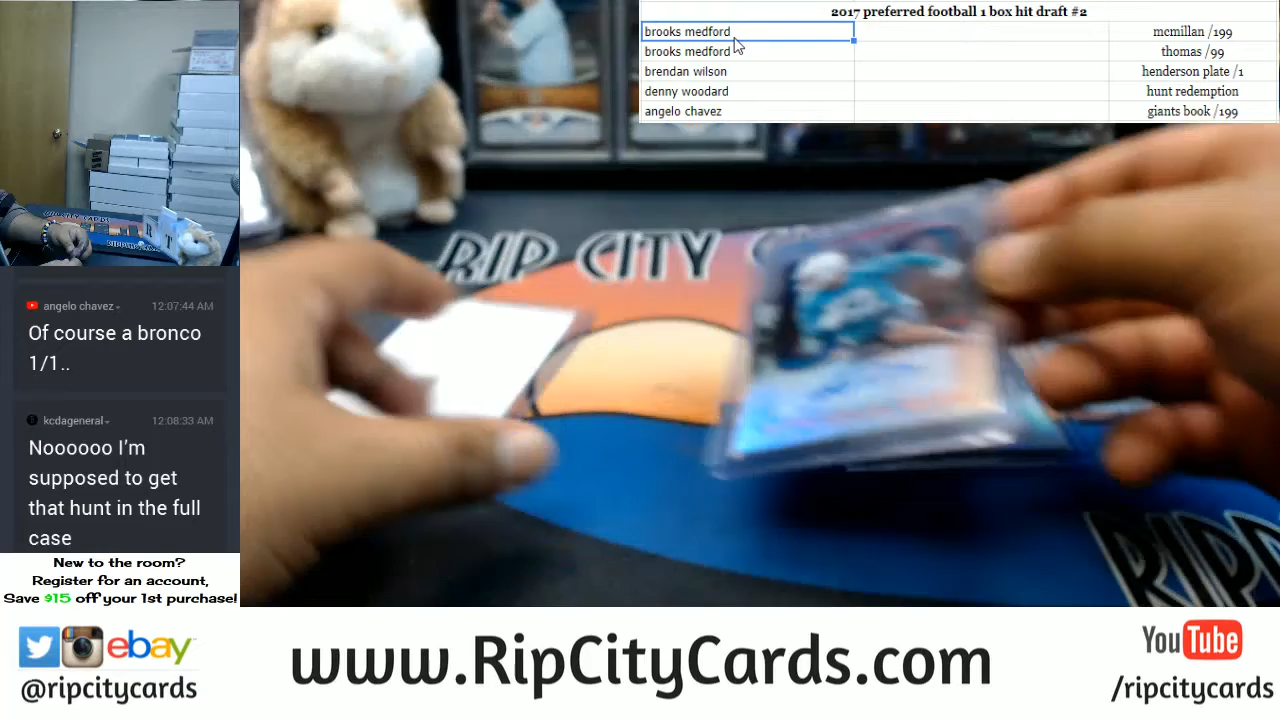 2017 preferred football 1 box hit draft #2
brooks medford mcmillan /199
brooks medford thomas /99
brendan wilson henderson plate /1
denny woodard hunt redemption
angelo chavez giants book /199
RIP CITY CARDS
RIP CITY
angelo chavez 12:07:44 AM
Of course a bronco
1/1..
kcdageneral 12:08:33 AM
Noooooo I'm
supposed to get
that hunt in the full
case
New to the room?
Register for an account,
Save $15 off your 1st purchase!
ebay
@ripcitycards
www.RipCityCards.com
YouTube
/ripcitycards